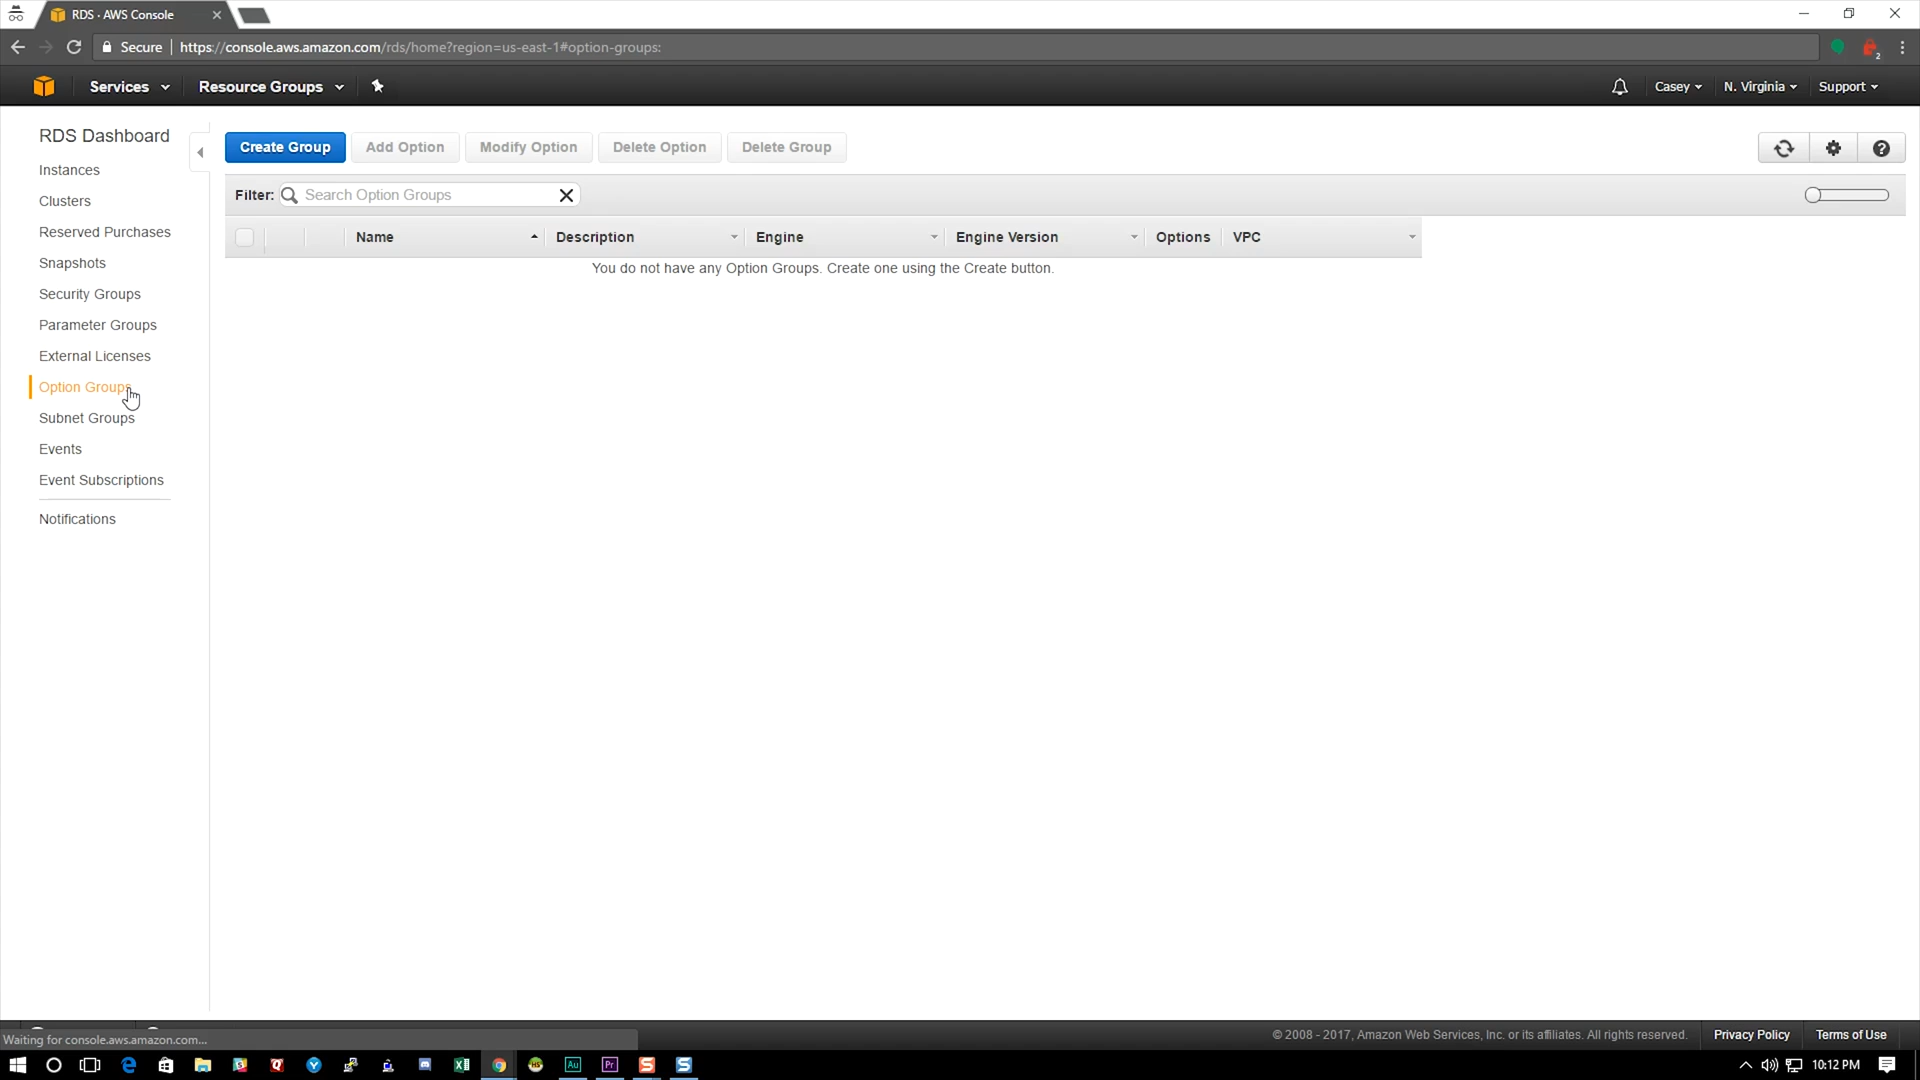 RDS · AWS Console
Secure https://console.aws.amazon.com/rds/home?region=us-east-1#option-groups:
2
Services Resource Groups Casey N. Virginia Support
RDS Dashboard
Instances
Clusters
Reserved Purchases
Snapshots
Security Groups
Parameter Groups
External Licenses
Option Groups
Subnet Groups
Events
Event Subscriptions
Notifications
Create Group Add Option Modify Option Delete Option Delete Group
Filter: Search Option Groups
Name Description Engine Engine Version Options VPC
You do not have any Option Groups. Create one using the Create button.
Waiting for console.aws.amazon.com...
© 2008 - 2017, Amazon Web Services, Inc. or its affiliates. All rights reserved. Privacy Policy Terms of Use
Au Pr S S
10:12 PM